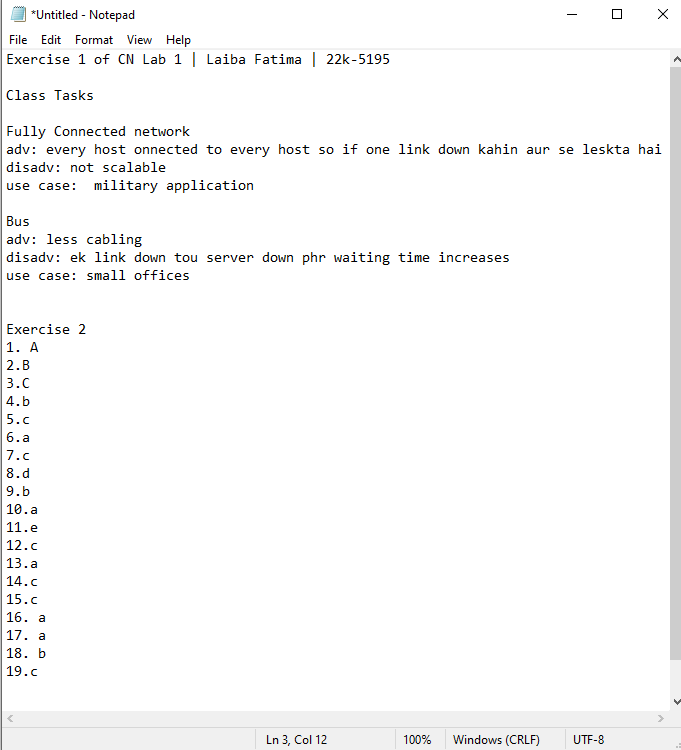 *Untitled - Notepad
File Edit Format View Help
Exercise 1 of CN Lab 1 | Laiba Fatima | 22k-5195
Class Tasks
Fully Connected network
adv: every host onnected to every host so if one link down kahin aur se leskta hai
disadv: not scalable
use case:  military application
Bus
adv: less cabling
disadv: ek link down tou server down phr waiting time increases
use case: small offices
Exercise 2
1. A
2.B
3.C
4.b
5.c
6.a
7.c
8.d
9.b
10.a
11.e
12.c
13.a
14.c
15.c
16. a
17. a
18. b
19.c
Ln 3, Col 12 100% Windows (CRLF) UTF-8